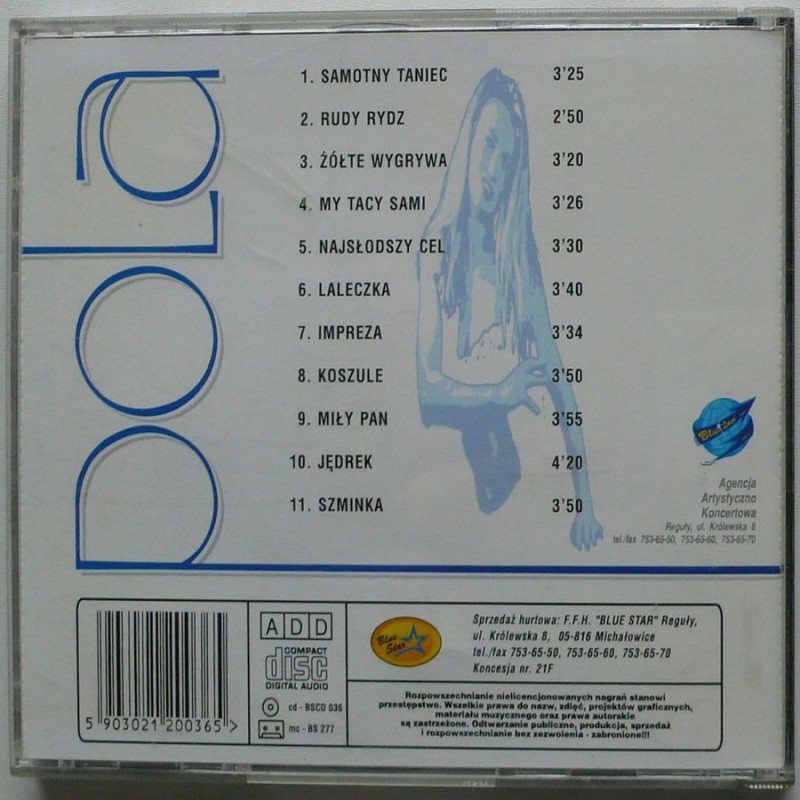 Dola
1. SAMOTNY TANIEC 3'25
2. RUDY RYDZ 2'50
3. ŻÓŁTE WYGRYWA 3'20
4. MY TACY SAMI 3'26
5. NAJSŁODSZY CEL 3'30
6. LALECZKA 3'40
7. IMPREZA 3'34
8. KOSZULE 3'50
9. MIŁY PAN 3'55
10. JĘDREK 4'20
11. SZMINKA 3'50
Blue Star
Agencja
Artystyczno
Koncertowa
Reguły, ul. Królewska 8
tel./fax 753-65-50, 753-65-60, 753-65-70
5 903021 200365 >
ADD
COMPACT
disc
DIGITAL AUDIO
cd - BSCD 036
mc - BS 277
Blue
Star
Sprzedaż hurtowa: F.F.H. "BLUE STAR" Reguły,
ul. Królewska 8, 05-816 Michałowice
tel./fax 753-65-50, 753-65-60, 753-65-70
Koncesja nr. 21F
Rozpowszechnianie nielicencjonowanych nagrań stanowi
przestępstwo. Wszelkie prawa do nazw, zdjęć, projektów graficznych,
materiału muzycznego oraz prawa autorskie
są zastrzeżone. Odtwarzanie publiczne, produkcja, sprzedaż
i rozpowszechnianie bez zezwolenia - zabronione!!!